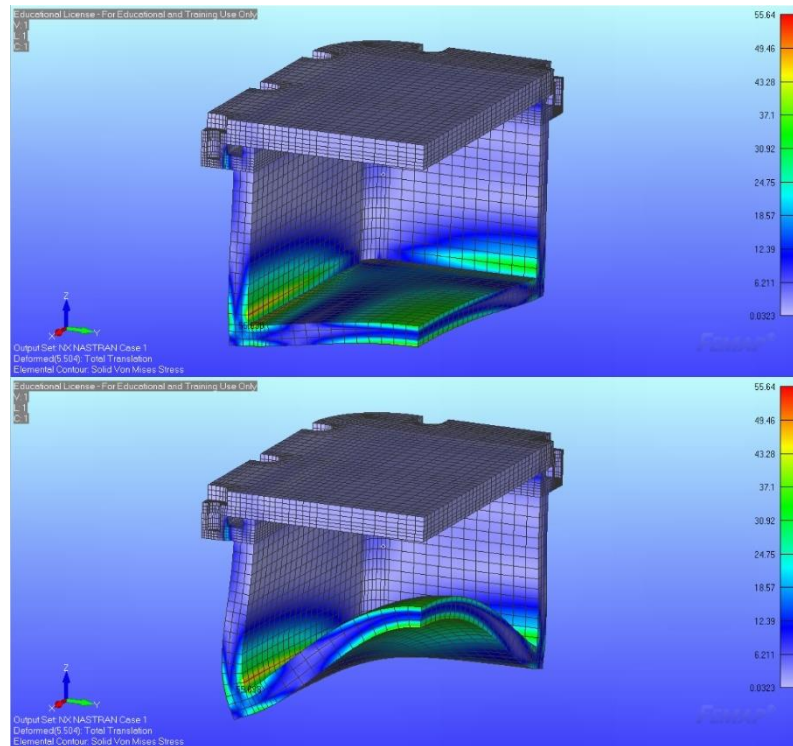 Educational License - For Educational and Training Use Only
V:1
L:1
C:1
55.64
49.46
43.28
37.1
30.92
24.75
18.57
12.39
6.211
0.0323
Z
X
Y
Output Set: NX NASTRAN Case 1
Deformed(5.504): Total Translation
Elemental Contour: Solid Von Mises Stress
FEMAP
Educational License - For Educational and Training Use Only
V:1
L:1
C:1
55.64
49.46
43.28
37.1
30.92
24.75
18.57
12.39
6.211
0.0323
Z
X
Y
Output Set: NX NASTRAN Case 1
Deformed(5.504): Total Translation
Elemental Contour: Solid Von Mises Stress
FEMAP